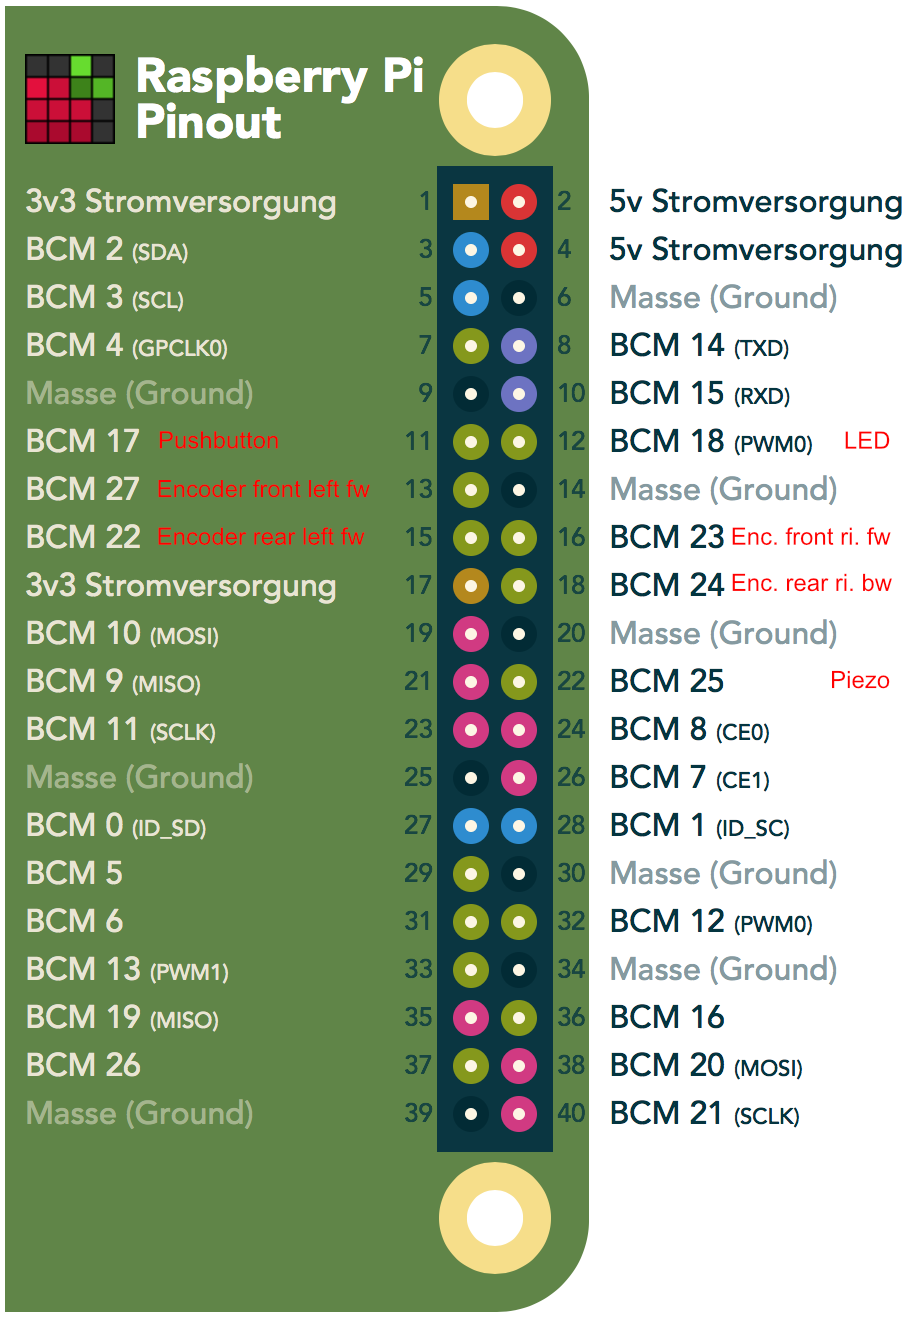 Raspberry Pi
Pinout
3v3 Stromversorgung 1 2 5v Stromversorgung
BCM 2 (SDA) 3 4 5v Stromversorgung
BCM 3 (SCL) 5 6 Masse (Ground)
BCM 4 (GPCLK0) 7 8 BCM 14 (TXD)
Masse (Ground) 9 10 BCM 15 (RXD)
BCM 17 Pushbutton 11 12 BCM 18 (PWM0) LED
BCM 27 Encoder front left fw 13 14 Masse (Ground)
BCM 22 Encoder rear left fw 15 16 BCM 23 Enc. front ri. fw
3v3 Stromversorgung 17 18 BCM 24 Enc. rear ri. bw
BCM 10 (MOSI) 19 20 Masse (Ground)
BCM 9 (MISO) 21 22 BCM 25 Piezo
BCM 11 (SCLK) 23 24 BCM 8 (CE0)
Masse (Ground) 25 26 BCM 7 (CE1)
BCM 0 (ID_SD) 27 28 BCM 1 (ID_SC)
BCM 5 29 30 Masse (Ground)
BCM 6 31 32 BCM 12 (PWM0)
BCM 13 (PWM1) 33 34 Masse (Ground)
BCM 19 (MISO) 35 36 BCM 16
BCM 26 37 38 BCM 20 (MOSI)
Masse (Ground) 39 40 BCM 21 (SCLK)